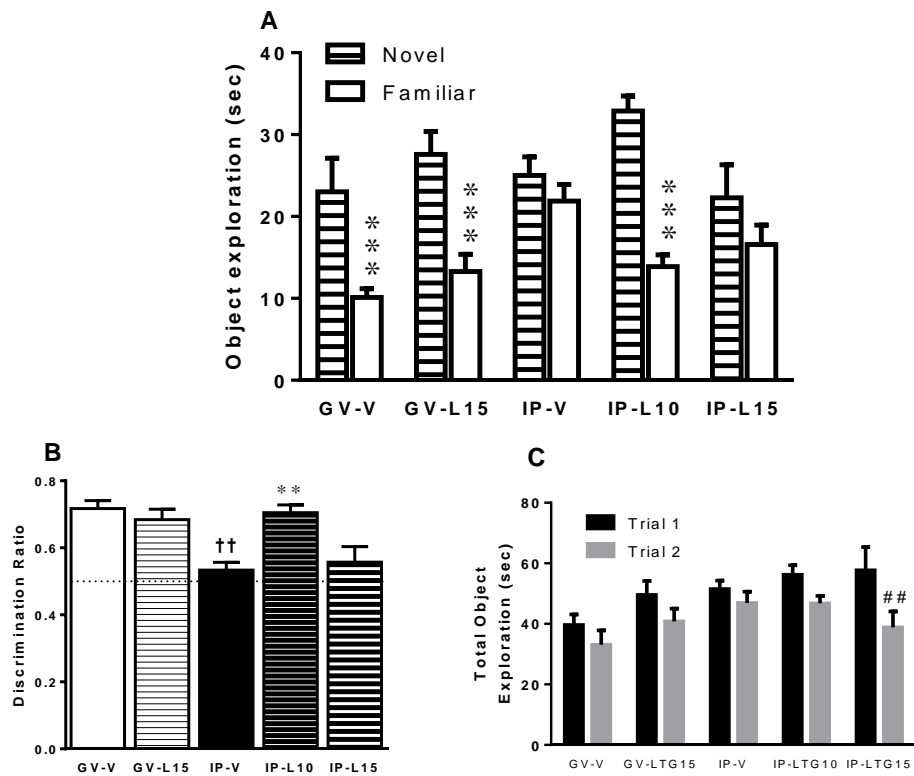 A
Object exploration (sec)
40
30
20
10
0
Novel
Familiar
***
***
***
GV-V GV-L15 IP-V IP-L10 IP-L15
B
Discrimination Ratio
0.8
0.6
0.4
0.2
0.0
††
**
GV-V GV-L15 IP-V IP-L10 IP-L15
C
Total Object
Exploration (sec)
80
60
40
20
0
Trial 1
Trial 2
##
GV-V GV-LTG15 IP-V IP-LTG10 IP-LTG15